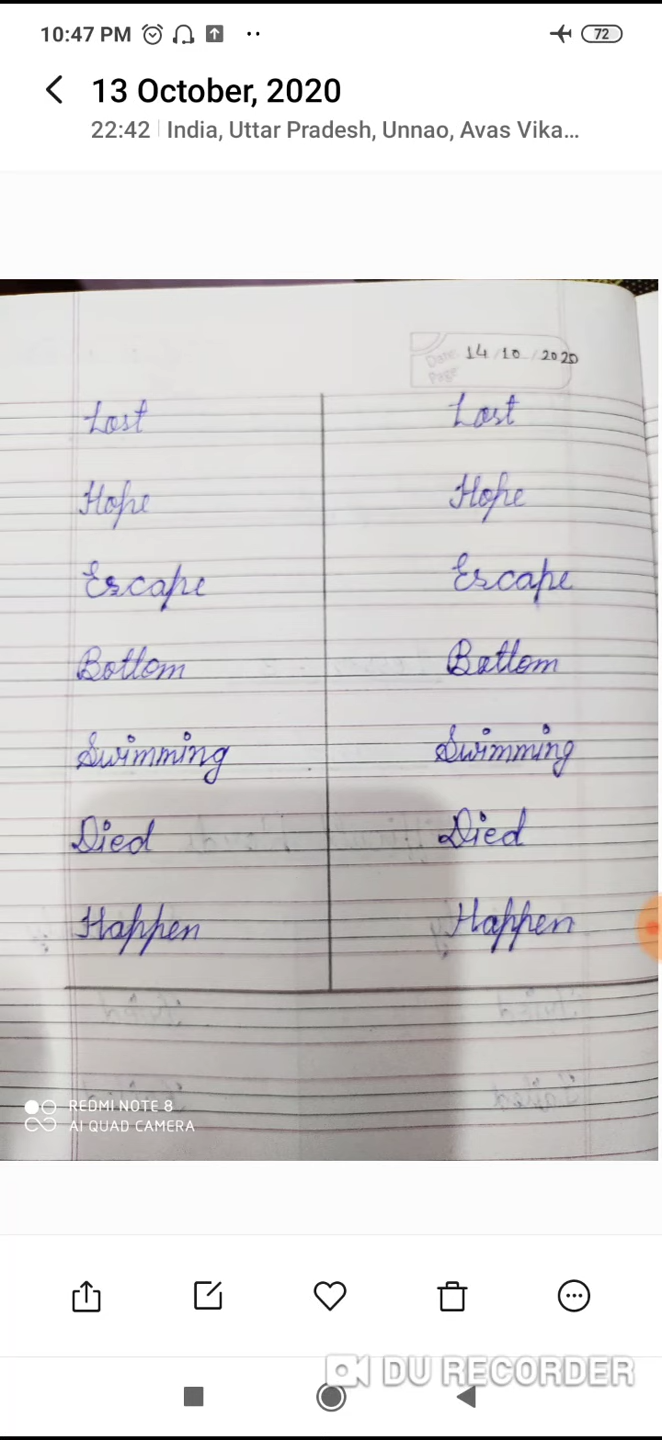 10:47 PM
72
13 October, 2020
22:42 India, Uttar Pradesh, Unnao, Avas Vika...
Date: 14/10/2020
Page:
Lost Lost
Hope Hope
Escape Escape
Bottom Bottom
Swimming Swimming
Died Died
Happen Happen
REDMI NOTE 8
AI QUAD CAMERA
DU RECORDER